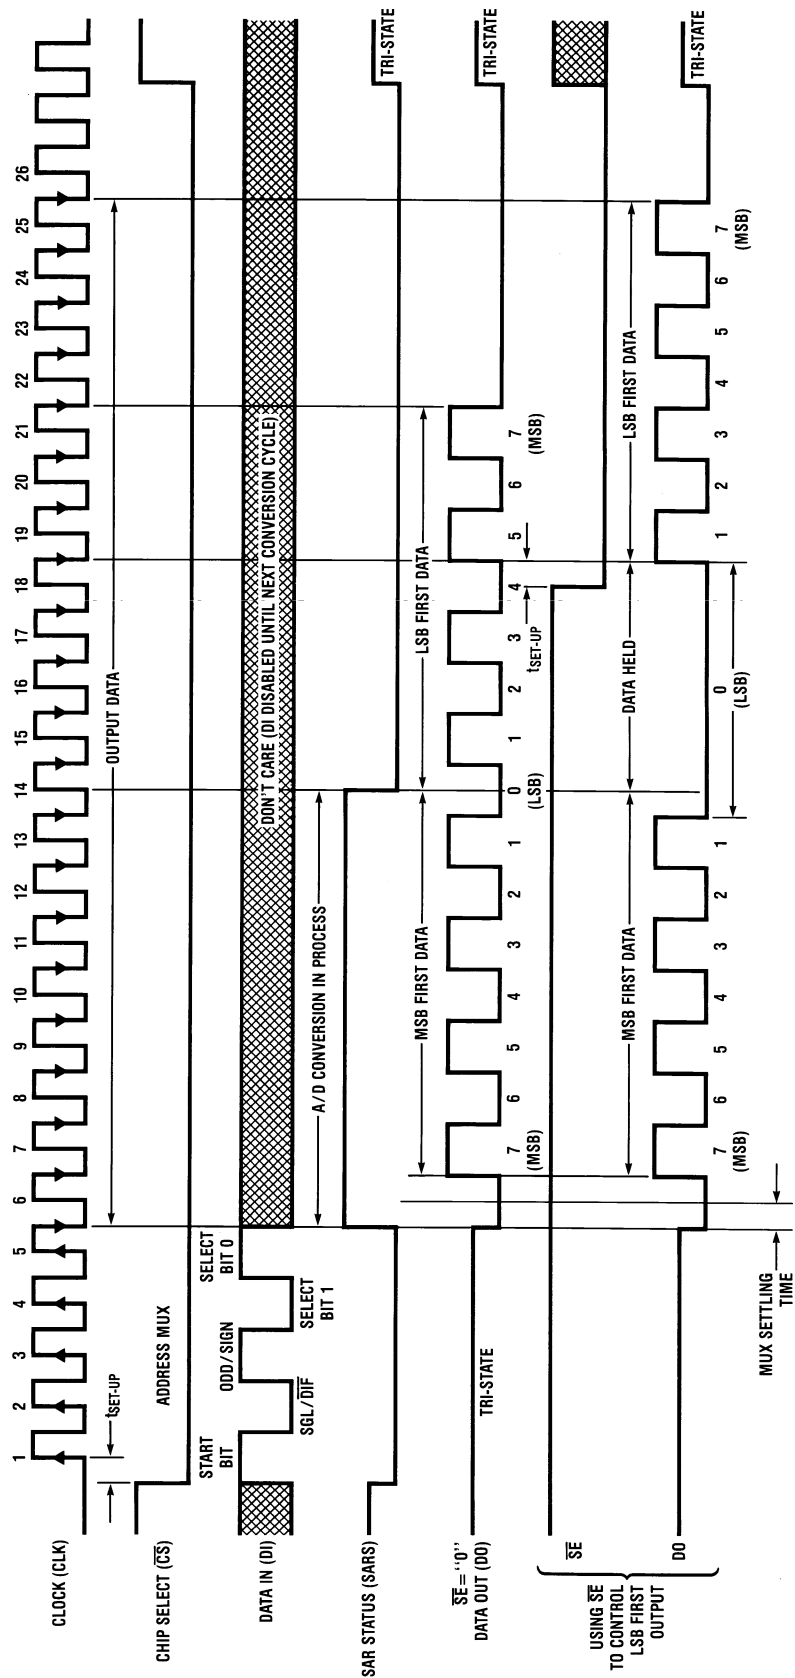 CLOCK (CLK)
1 2 3 4 5 6 7 8 9 10 11 12 13 14 15 16 17 18 19 20 21 22 23 24 25 26
tSET-UP
OUTPUT DATA
CHIP SELECT (CS)
ADDRESS MUX
DATA IN (DI)
START
BIT
SGL/DIF
ODD/SIGN
SELECT
BIT 1
SELECT
BIT 0
DON'T CARE (DI DISABLED UNTIL NEXT CONVERSION CYCLE)
A/D CONVERSION IN PROCESS
SAR STATUS (SARS)
TRI-STATE
MSB FIRST DATA
LSB FIRST DATA
SE = "0"
DATA OUT (DO)
TRI-STATE
TRI-STATE
7 6 5 4 3 2 1 0 1 2 3 4 5 6 7
(MSB) (LSB) (MSB)
tSET-UP
USING SE
TO CONTROL
LSB FIRST
OUTPUT
SE
MSB FIRST DATA
DATA HELD
LSB FIRST DATA
DO
TRI-STATE
7 6 5 4 3 2 1 0 1 2 3 4 5 6 7
(MSB) (LSB) (MSB)
MUX SETTLING
TIME